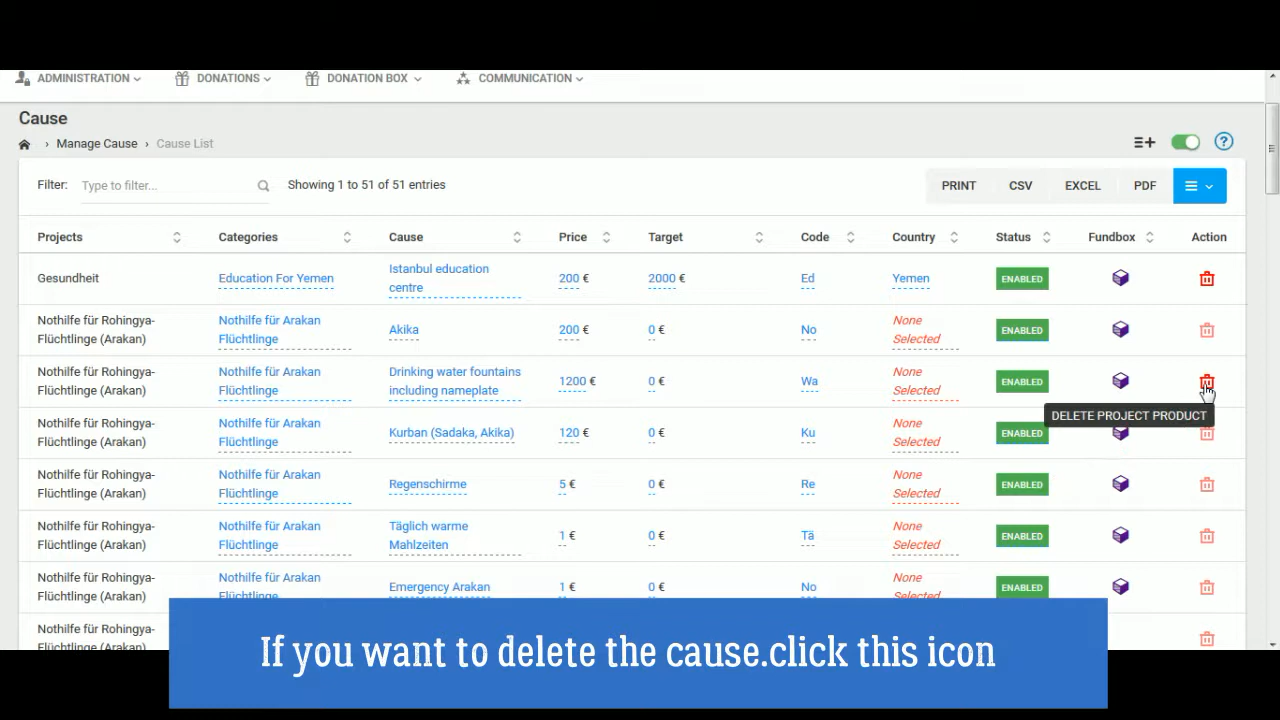 ADMINISTRATION DONATIONS DONATION BOX COMMUNICATION
Cause
Manage Cause › Cause List
Filter: Type to filter... Showing 1 to 51 of 51 entries PRINT CSV EXCEL PDF
Projects Categories Cause Price Target Code Country Status Fundbox Action
Gesundheit Education For Yemen Istanbul education 200 € 2000 € Ed Yemen ENABLED
centre
Nothilfe für Rohingya- Nothilfe für Arakan Akika 200 € 0 € No None ENABLED
Flüchtlinge (Arakan) Flüchtlinge Selected
Nothilfe für Rohingya- Nothilfe für Arakan Drinking water fountains 1200 € 0 € Wa None ENABLED
Flüchtlinge (Arakan) Flüchtlinge including nameplate Selected
DELETE PROJECT PRODUCT
Nothilfe für Rohingya- Nothilfe für Arakan Kurban (Sadaka, Akika) 120 € 0 € Ku None ENABLED
Flüchtlinge (Arakan) Flüchtlinge Selected
Nothilfe für Rohingya- Nothilfe für Arakan Regenschirme 5 € 0 € Re None ENABLED
Flüchtlinge (Arakan) Flüchtlinge Selected
Nothilfe für Rohingya- Nothilfe für Arakan Täglich warme 1 € 0 € Tä None ENABLED
Flüchtlinge (Arakan) Flüchtlinge Mahlzeiten Selected
Nothilfe für Rohingya- Nothilfe für Arakan Emergency Arakan 1 € 0 € No None ENABLED
Flüchtlinge (Arakan) Flüchtlinge Selected
Nothilfe für Rohingya-
If you want to delete the cause.click this icon